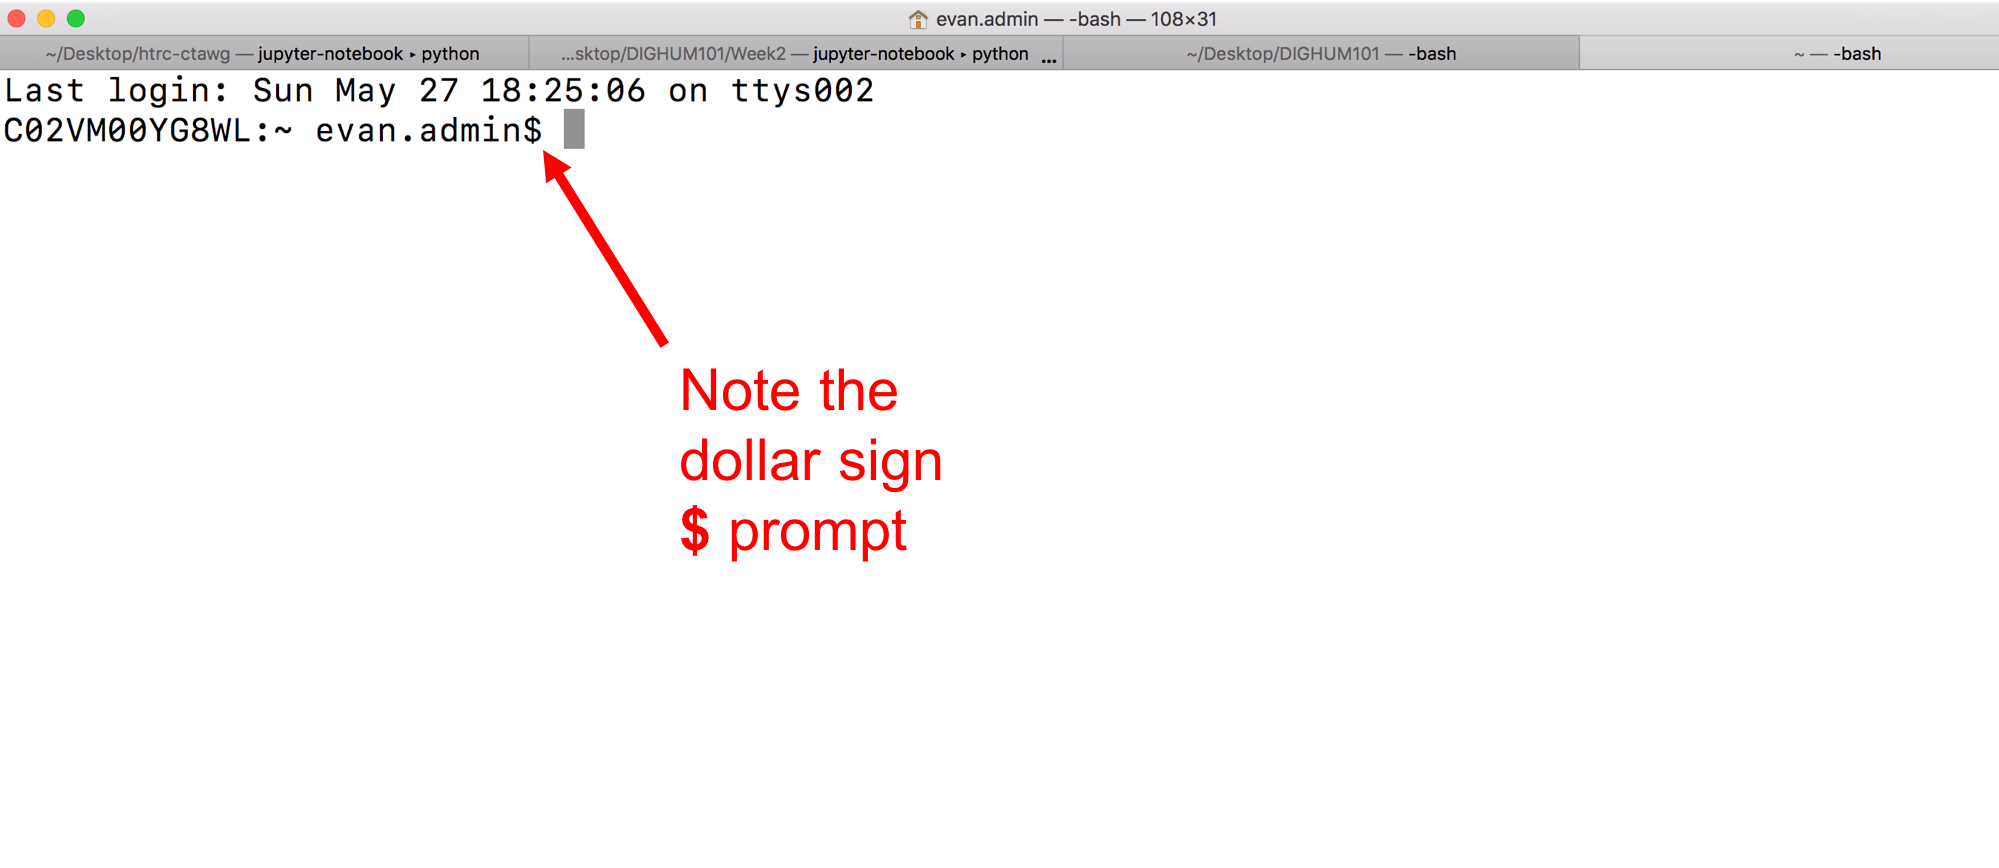 evan.admin — -bash — 108×31
~/Desktop/htrc-ctawg — jupyter-notebook ▸ python
...sktop/DIGHUM101/Week2 — jupyter-notebook ▸ python ...
~/Desktop/DIGHUM101 — -bash
~ — -bash
Last login: Sun May 27 18:25:06 on ttys002
C02VM00YG8WL:~ evan.admin$
Note the
dollar sign
$ prompt